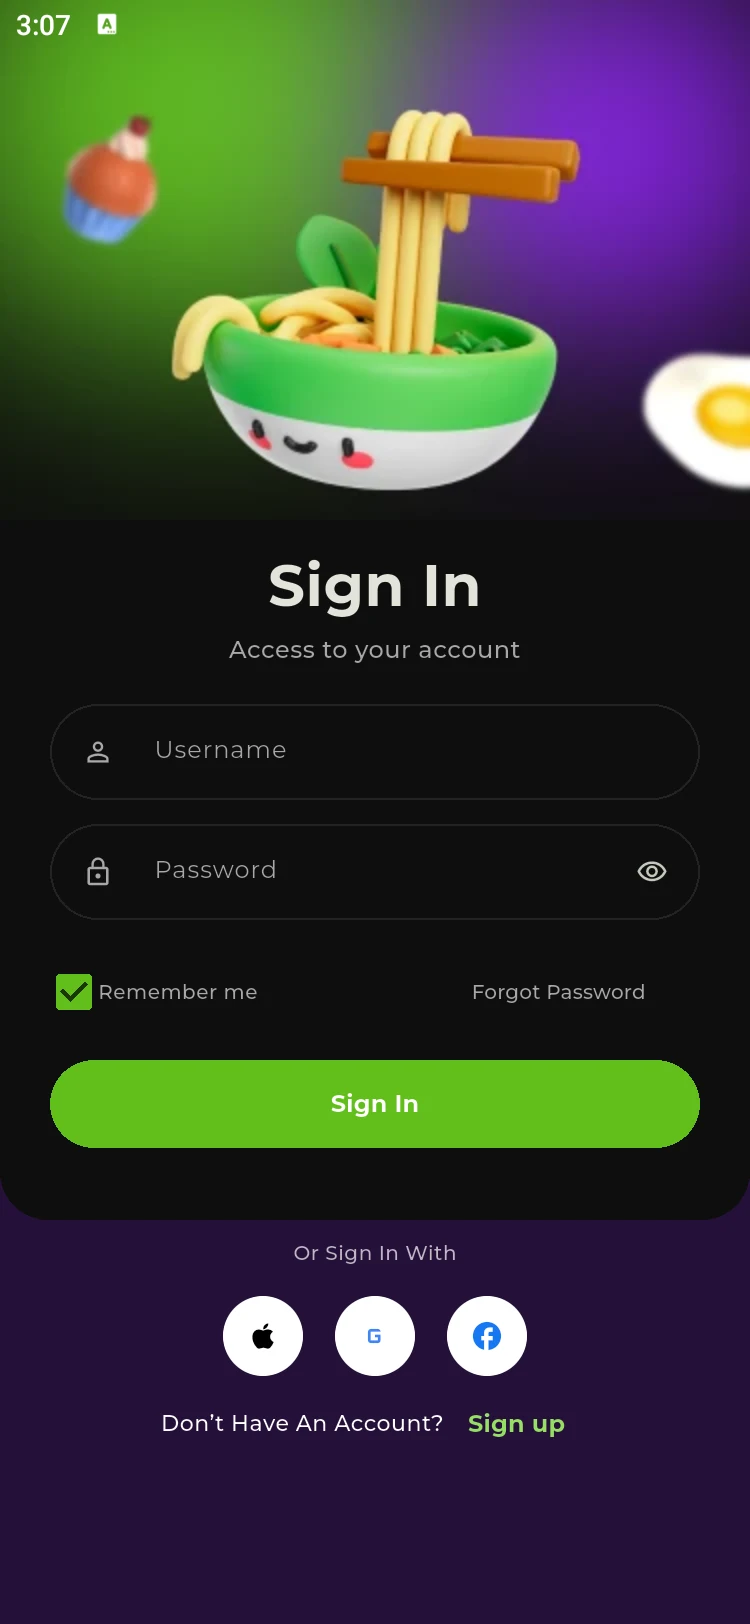 3:07
Sign In
Access to your account
Username
Password
Remember me
Forgot Password
Sign In
Or Sign In With
Don’t Have An Account? Sign up